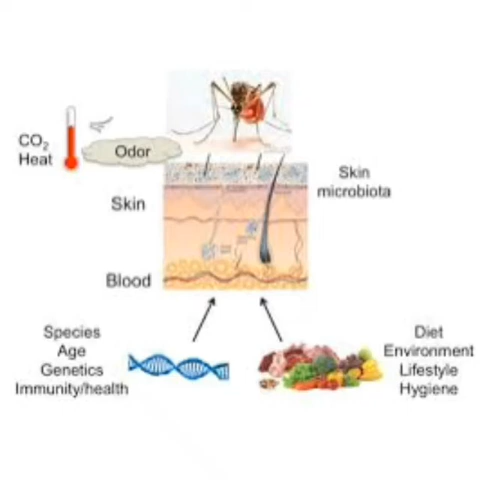 CO₂
Heat
Odor
Skin
microbiota
Skin
Blood
Species
Age
Genetics
Immunity/health
Diet
Environment
Lifestyle
Hygiene